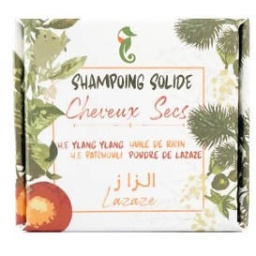 SHAMPOING SOLIDE
Cheveux Secs
H.E YLANG YLANG HUILE DE RICIN
H.E PATCHOULI POUDRE DE LAZAZE
الزاز
Lazaze